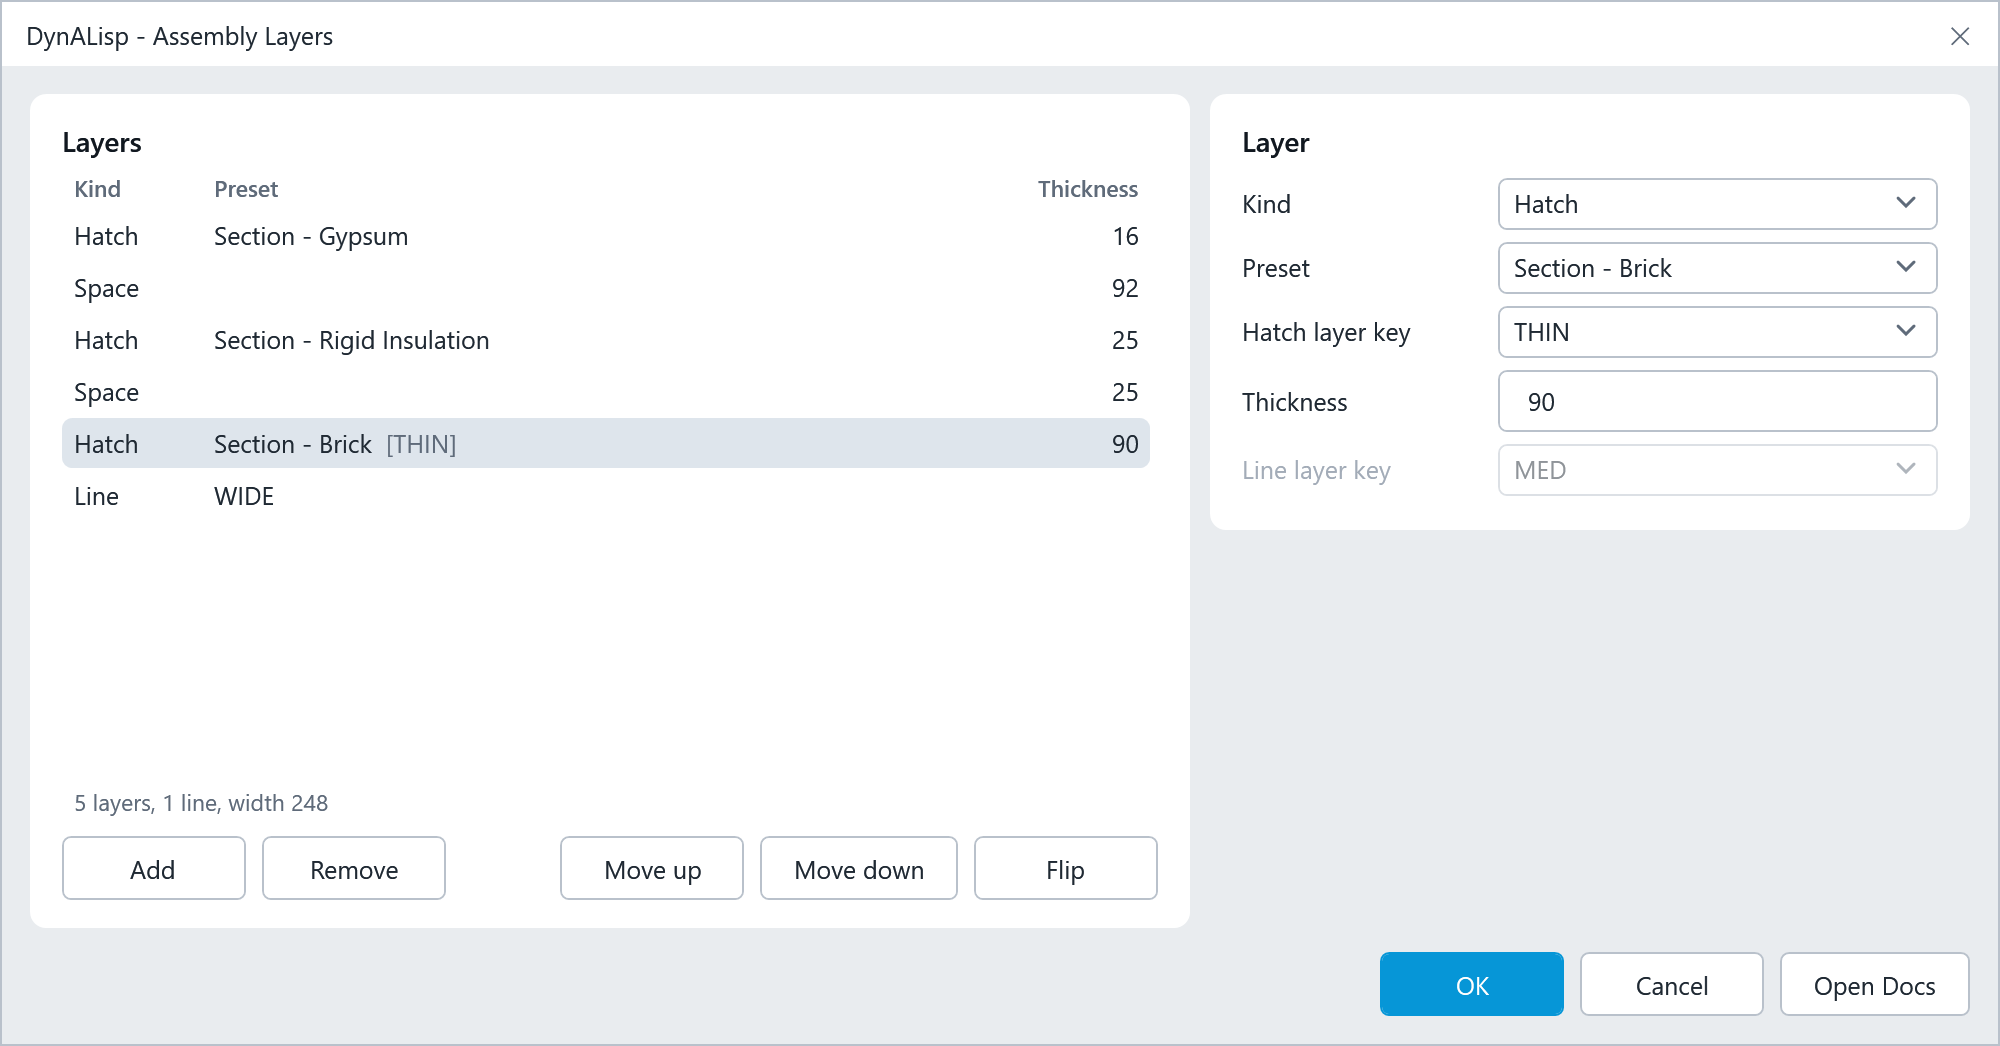 DynALisp - Assembly Layers
Layers
Kind Preset Thickness
Hatch Section - Gypsum 16
Space 92
Hatch Section - Rigid Insulation 25
Space 25
Hatch Section - Brick [THIN] 90
Line WIDE
5 layers, 1 line, width 248
Add Remove Move up Move down Flip
Layer
Kind Hatch
Preset Section - Brick
Hatch layer key THIN
Thickness 90
Line layer key MED
OK Cancel Open Docs